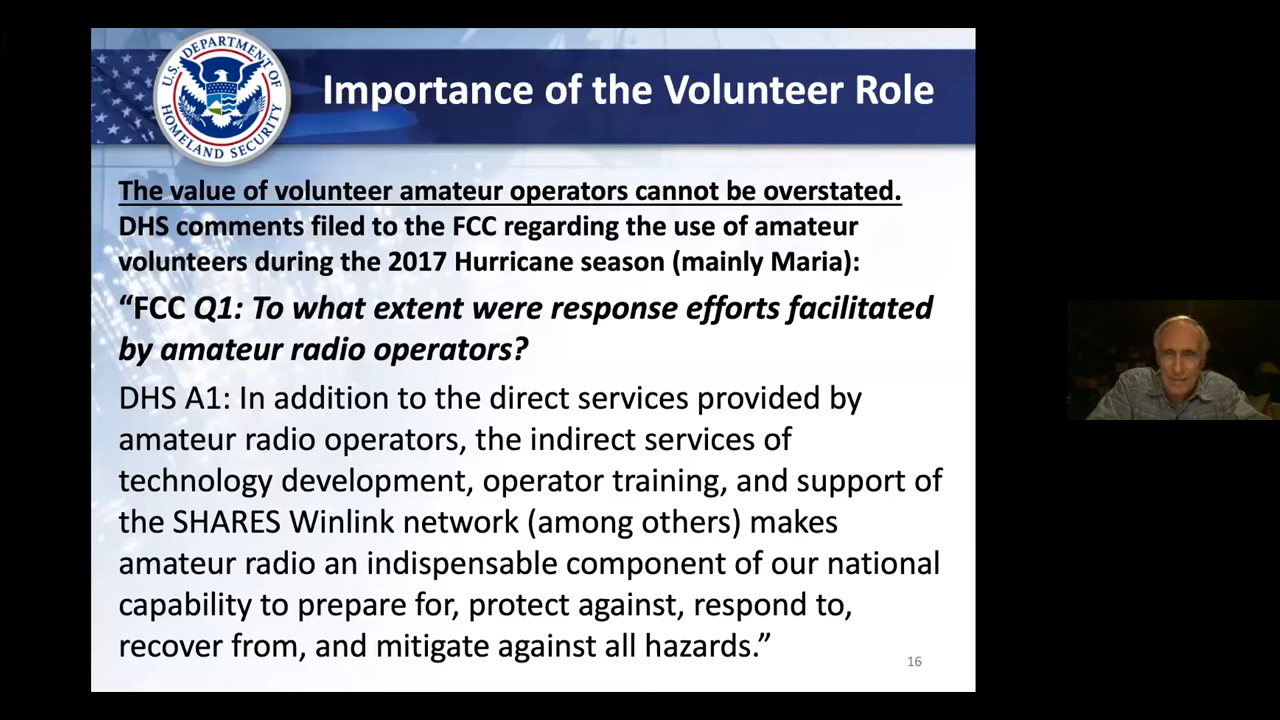 U.S. DEPARTMENT OF
HOMELAND SECURITY
Importance of the Volunteer Role
The value of volunteer amateur operators cannot be overstated.
DHS comments filed to the FCC regarding the use of amateur
volunteers during the 2017 Hurricane season (mainly Maria):
“FCC Q1: To what extent were response efforts facilitated
by amateur radio operators?
DHS A1: In addition to the direct services provided by
amateur radio operators, the indirect services of
technology development, operator training, and support of
the SHARES Winlink network (among others) makes
amateur radio an indispensable component of our national
capability to prepare for, protect against, respond to,
recover from, and mitigate against all hazards.”
16